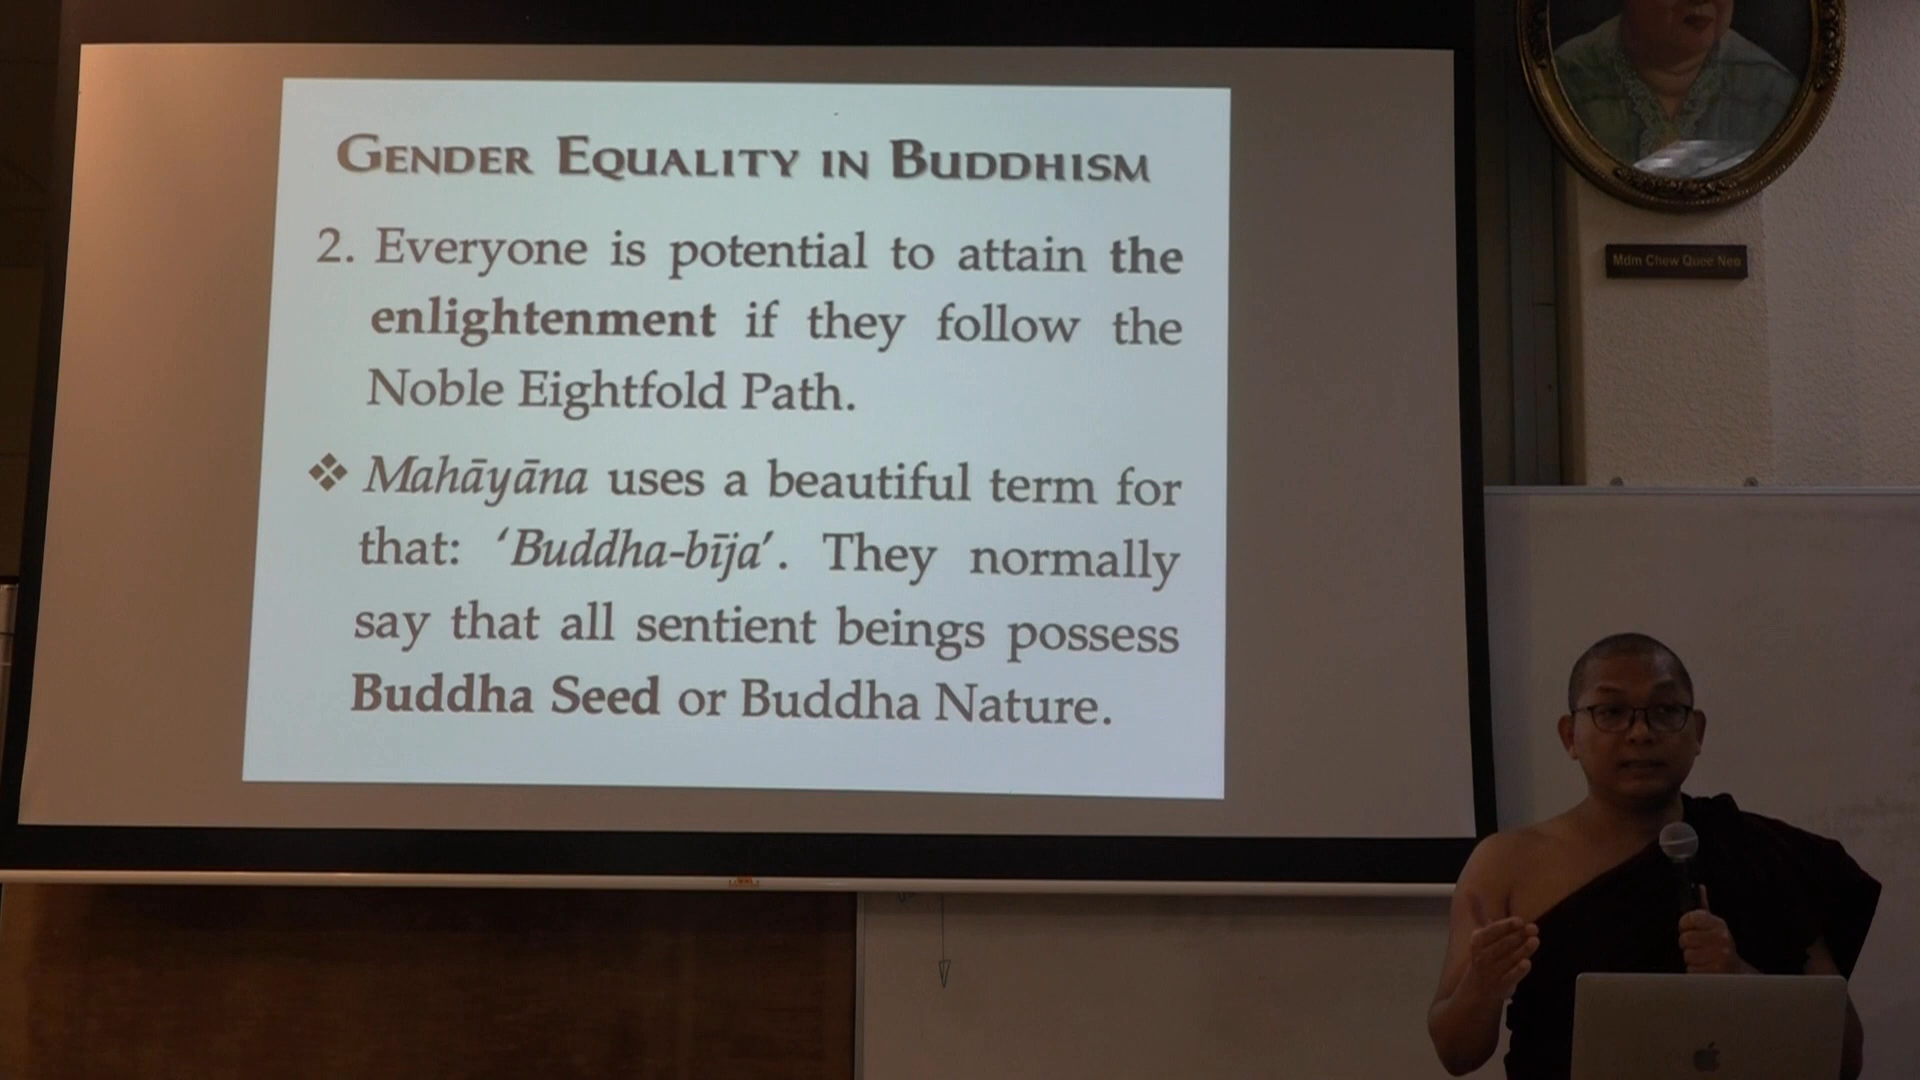 GENDER EQUALITY IN BUDDHISM
2. Everyone is potential to attain the
enlightenment if they follow the
Noble Eightfold Path.
❖ Mahāyāna uses a beautiful term for
that: ‘Buddha-bīja’. They normally
say that all sentient beings possess
Buddha Seed or Buddha Nature.
Mdm Chew Quee Neo